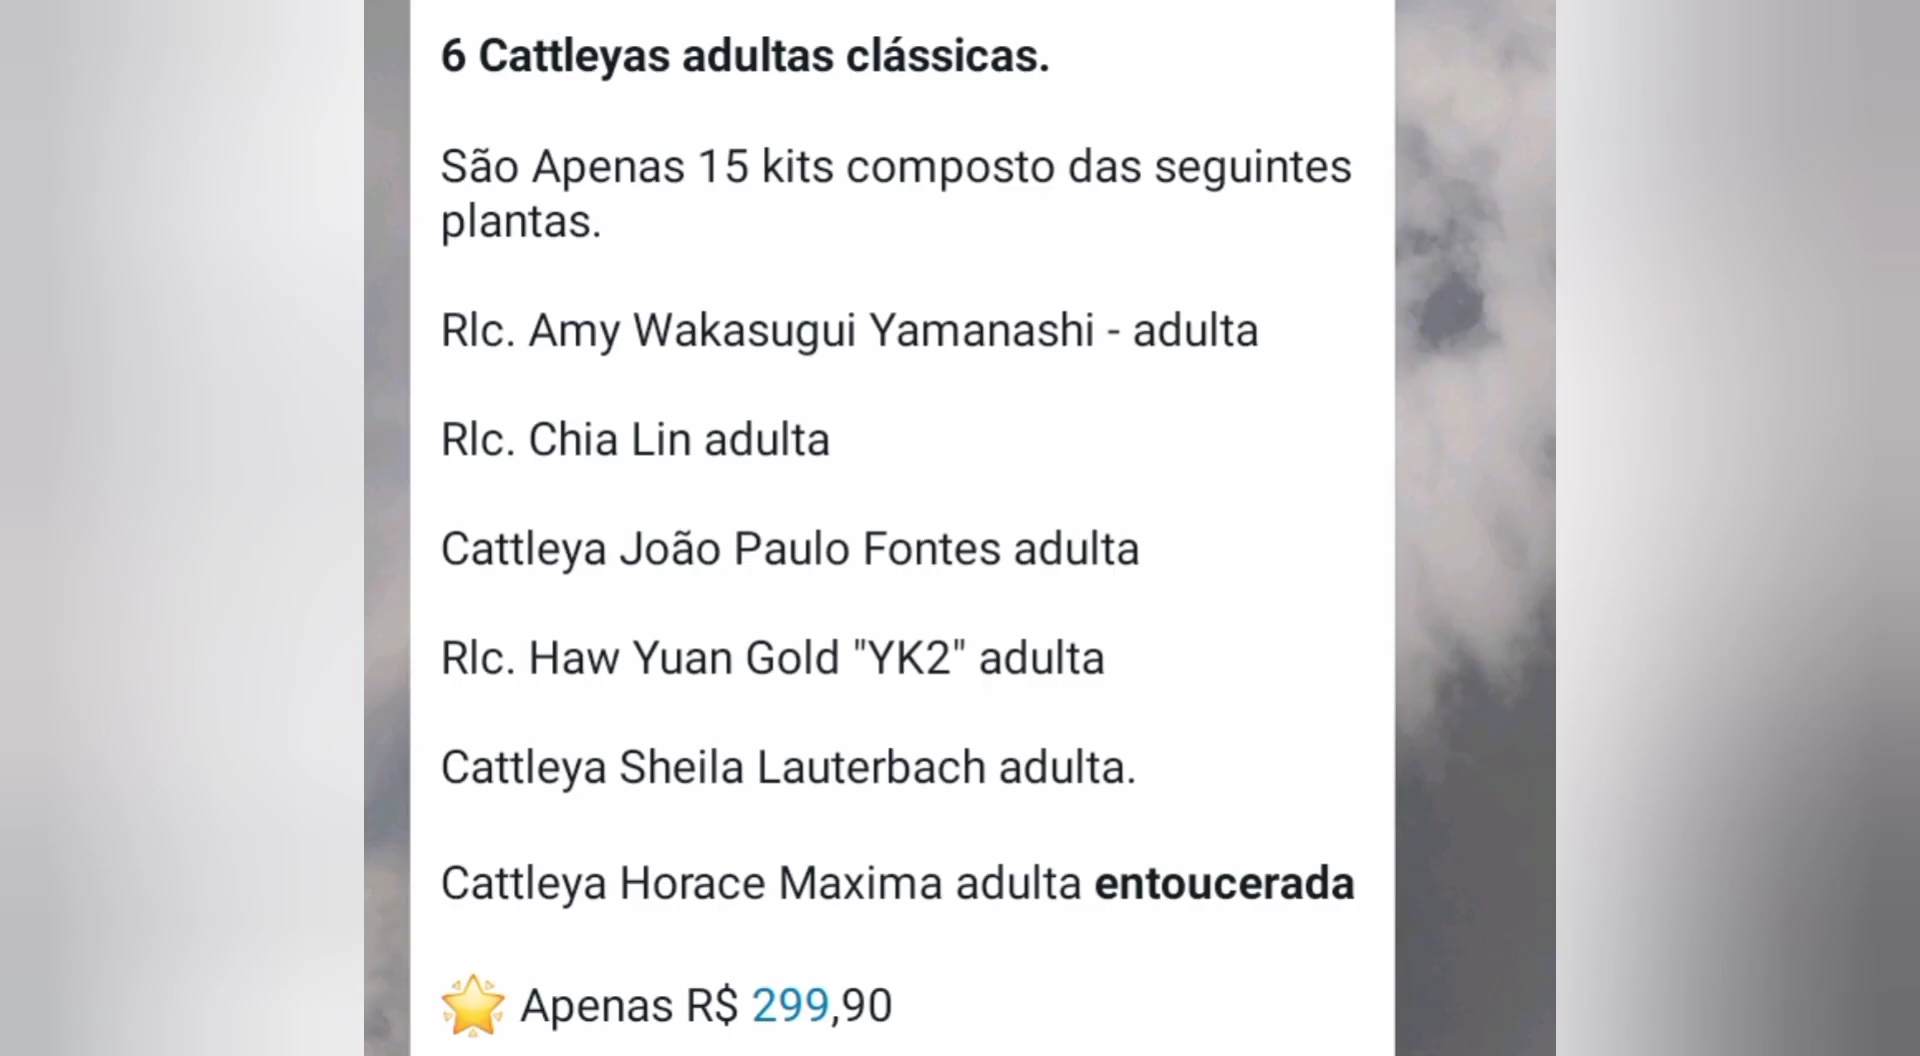 6 Cattleyas adultas clássicas.
São Apenas 15 kits composto das seguintes
plantas.
Rlc. Amy Wakasugui Yamanashi - adulta
Rlc. Chia Lin adulta
Cattleya João Paulo Fontes adulta
Rlc. Haw Yuan Gold "YK2" adulta
Cattleya Sheila Lauterbach adulta.
Cattleya Horace Maxima adulta entoucerada
🌟 Apenas R$ 299,90